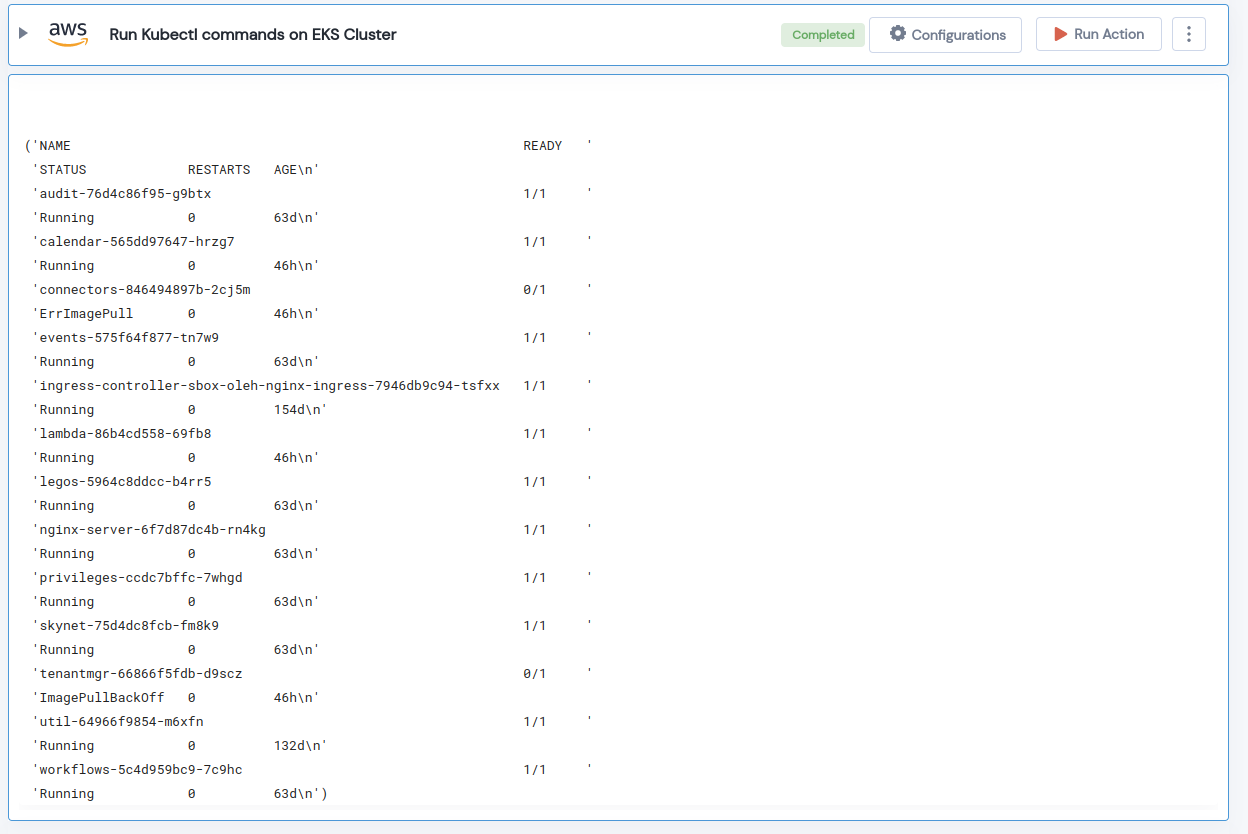 aws Run Kubectl commands on EKS Cluster Completed Configurations Run Action
('NAME                                                          READY   '
 'STATUS             RESTARTS   AGE\n'
 'audit-76d4c86f95-g9btx                                        1/1     '
 'Running            0          63d\n'
 'calendar-565dd97647-hrzg7                                     1/1     '
 'Running            0          46h\n'
 'connectors-846494897b-2cj5m                                   0/1     '
 'ErrImagePull       0          46h\n'
 'events-575f64f877-tn7w9                                       1/1     '
 'Running            0          63d\n'
 'ingress-controller-sbox-oleh-nginx-ingress-7946db9c94-tsfxx   1/1     '
 'Running            0          154d\n'
 'lambda-86b4cd558-69fb8                                        1/1     '
 'Running            0          46h\n'
 'legos-5964c8ddcc-b4rr5                                        1/1     '
 'Running            0          63d\n'
 'nginx-server-6f7d87dc4b-rn4kg                                 1/1     '
 'Running            0          63d\n'
 'privileges-ccdc7bffc-7whgd                                    1/1     '
 'Running            0          63d\n'
 'skynet-75d4dc8fcb-fm8k9                                       1/1     '
 'Running            0          63d\n'
 'tenantmgr-66866f5fdb-d9scz                                    0/1     '
 'ImagePullBackOff   0          46h\n'
 'util-64966f9854-m6xfn                                         1/1     '
 'Running            0          132d\n'
 'workflows-5c4d959bc9-7c9hc                                    1/1     '
 'Running            0          63d\n')